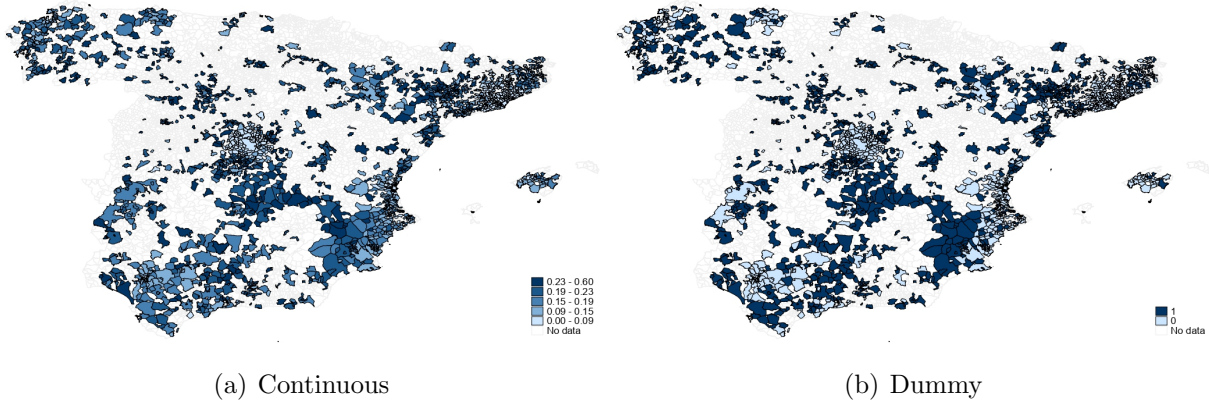 0.23 - 0.60
0.19 - 0.23
0.15 - 0.19
0.09 - 0.15
0.00 - 0.09
No data
1
0
No data
(a) Continuous
(b) Dummy